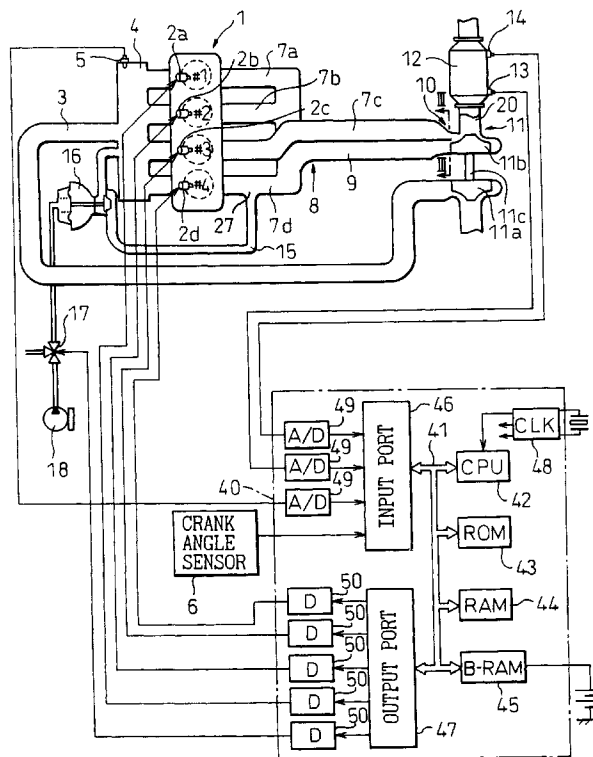 1
4
2a
2b
7a
5
#1
7b
14
12
13
3
2c
10
III
20
11
#2
7c
16
#3
11b
#4
9
III
8
11c
11a
2d
27
7d
15
17
18
49
46
41
CLK
A/D
49
48
A/D
49
INPUT PORT
CPU
42
40
A/D
ROM
43
CRANK
ANGLE
SENSOR
6
50
D
50
D
50
D
50
D
50
D
OUTPUT PORT
47
RAM
44
B-RAM
45